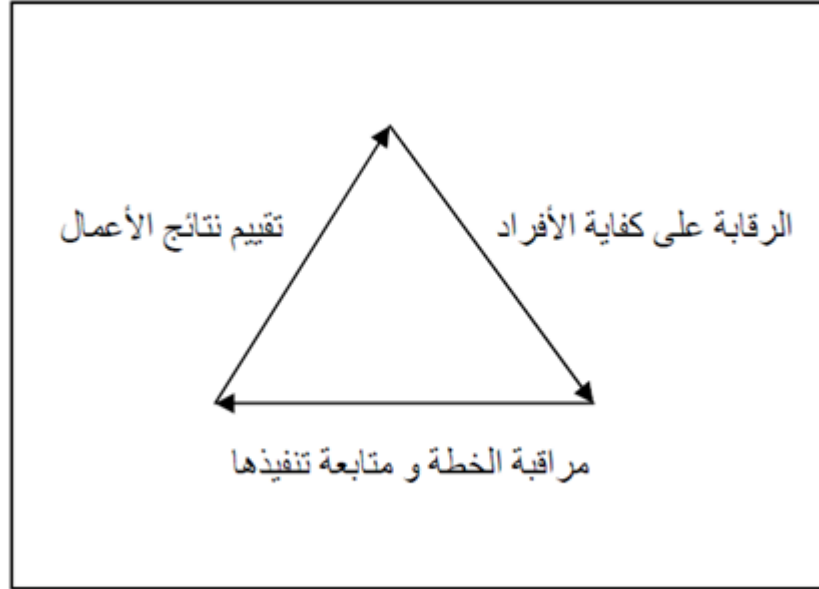 الرقابة على كفاية الأفراد
تقييم نتائج الأعمال
مراقبة الخطة و متابعة تنفيذها